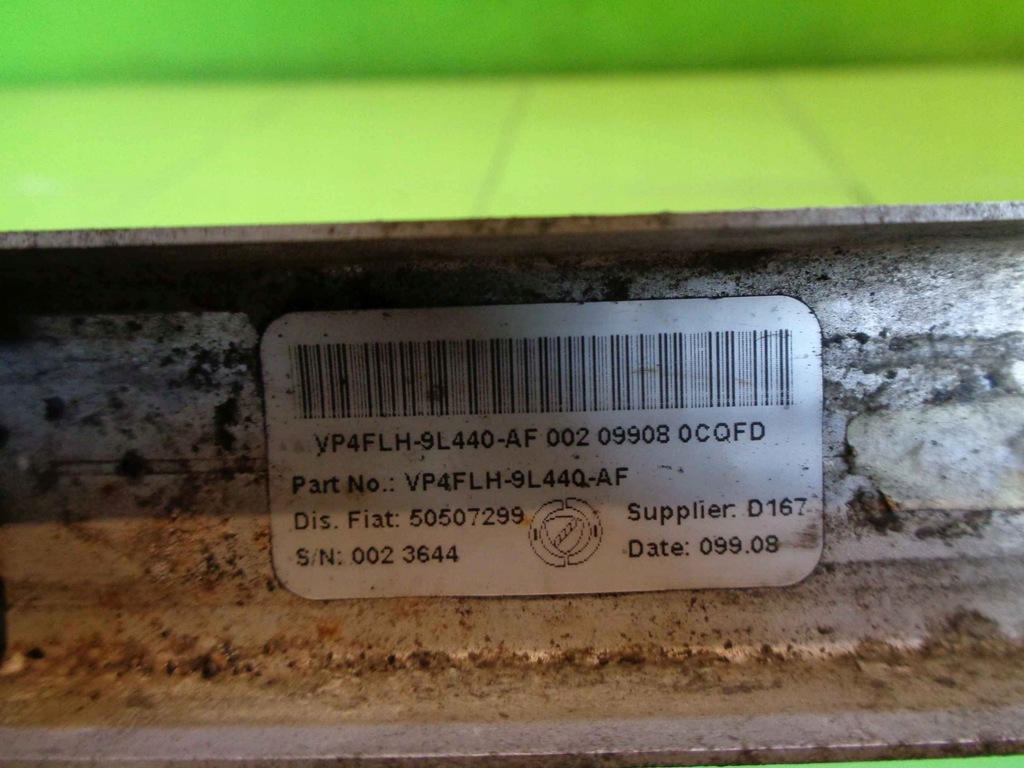 VP4FLH-9L440-AF 002 09908 0CQFD
Part No.: VP4FLH-9L440-AF
Dis. Fiat: 50507299 Supplier: D167
S/N: 002 3644 Date: 099.08